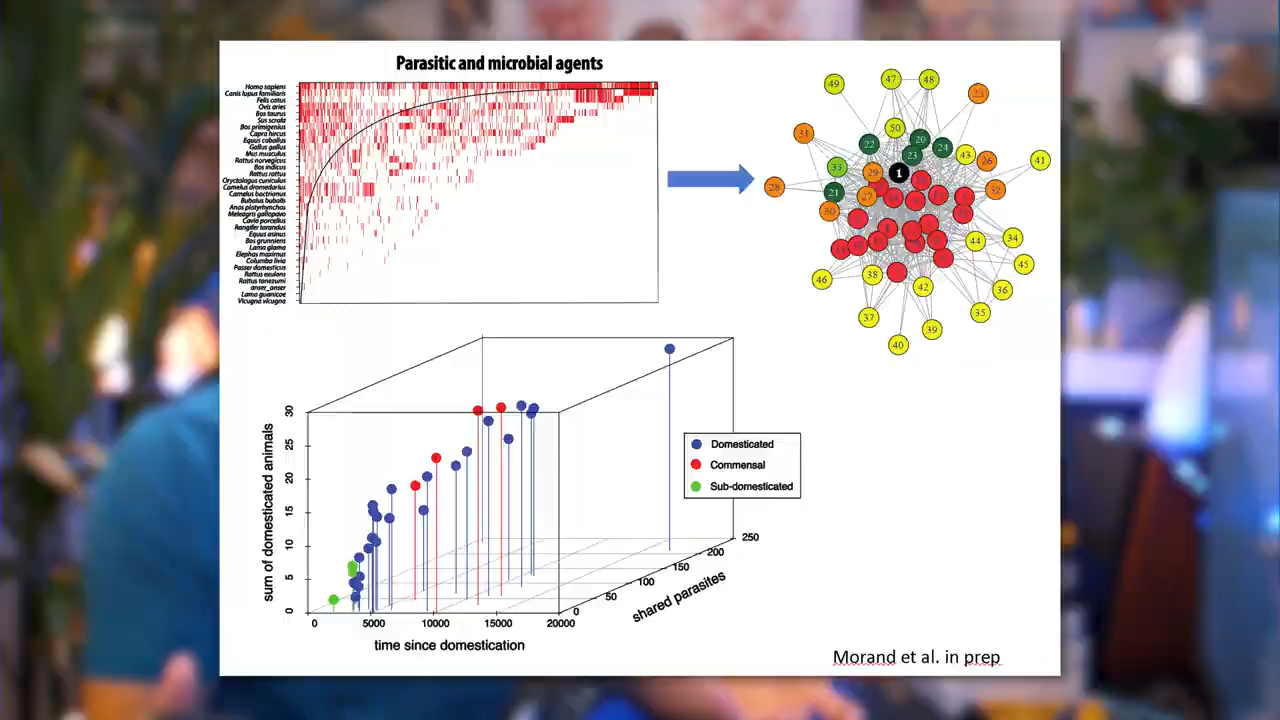 Parasitic and microbial agents
Homo sapiens
Canis lupus familiaris
Felis catus
Ovis aries
Bos taurus
Sus scrofa
Bos primigenius
Capra hircus
Equus caballus
Gallus gallus
Mus musculus
Rattus norvegicus
Bos indicus
Rattus rattus
Oryctolagus cuniculus
Camelus dromedarius
Camelus bactrianus
Bubalus bubalis
Anas platyrhynchos
Meleagris gallopavo
Cavia porcellus
Rangifer tarandus
Equus asinus
Bos grunniens
Lama glama
Elephas maximus
Columba livia
Passer domesticus
Rattus exulans
Rattus tanezumi
anser_anser
Lama guanicoe
Vicugna vicugna
49
47
48
31
50
22
20
23
24
43
26
41
33
29
1
28
21
27
32
30
44
34
45
46
38
42
36
37
35
39
40
sum of domesticated animals
30
25
20
15
10
5
0
0
5000
10000
15000
20000
time since domestication
0
50
100
150
200
250
shared parasites
Domesticated
Commensal
Sub-domesticated
Morand et al. in prep